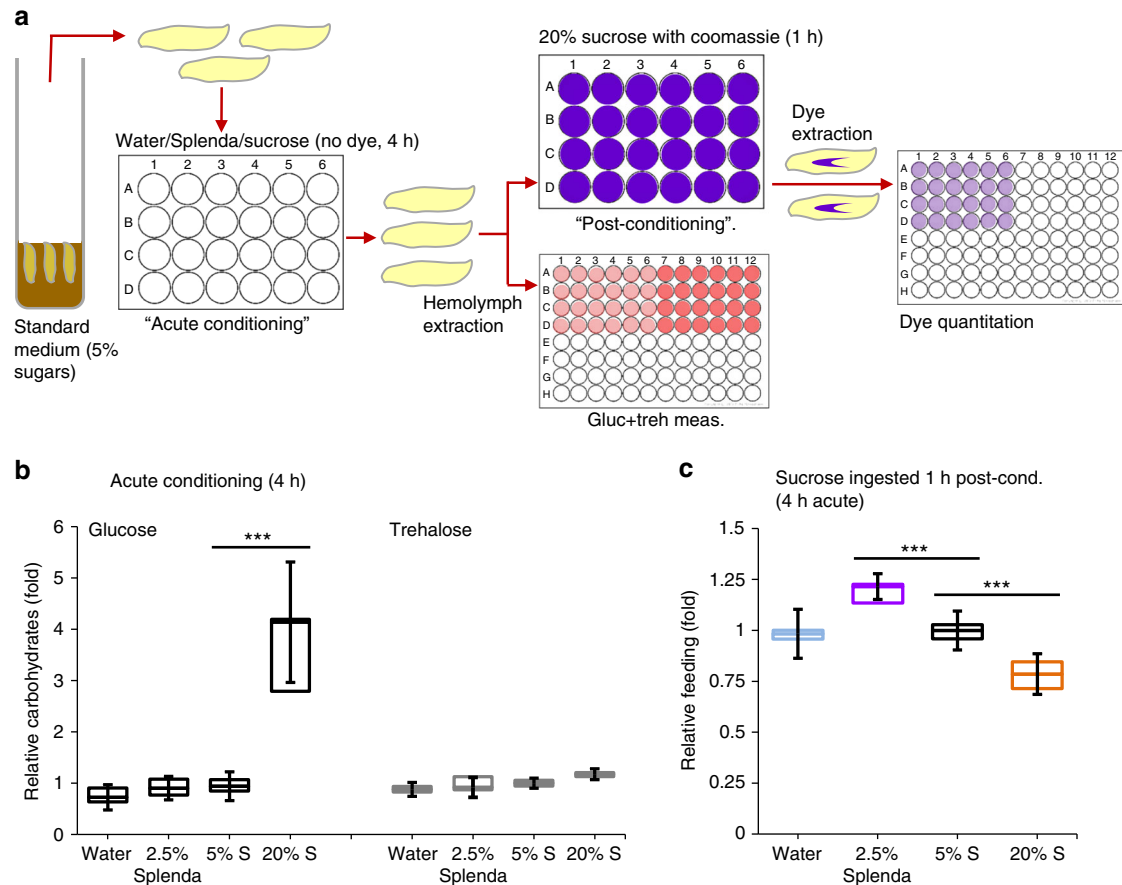 a
20% sucrose with coomassie (1 h)
1 2 3 4 5 6
A
B
C
D
"Post-conditioning".
Water/Splenda/sucrose (no dye, 4 h)
1 2 3 4 5 6
A
B
C
D
"Acute conditioning"
Standard
medium (5%
sugars)
Hemolymph
extraction
1 2 3 4 5 6 7 8 9 10 11 12
A
B
C
D
E
F
G
H
Gluc+treh meas.
Dye
extraction
1 2 3 4 5 6 7 8 9 10 11 12
A
B
C
D
E
F
G
H
Dye quantitation
b
Acute conditioning (4 h)
Glucose
Trehalose
***
Relative carbohydrates (fold)
6
5
4
3
2
1
0
Water 2.5% 5% S 20% S Water 2.5% 5% S 20% S
Splenda Splenda
c
Sucrose ingested 1 h post-cond.
(4 h acute)
***
***
Relative feeding (fold)
1.5
1.25
1
0.75
0.5
0.25
0
Water 2.5% 5% S 20% S
Splenda